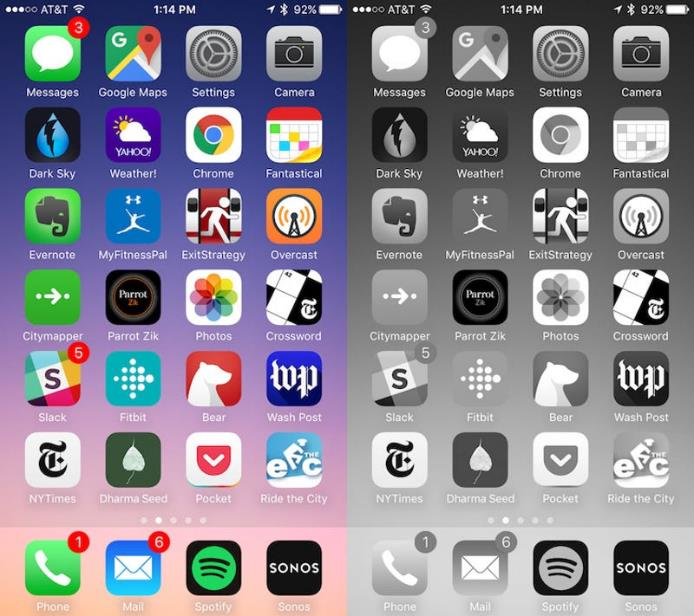 AT&T 1:14 PM 92%
3
G
Messages Google Maps Settings Camera
YAHOO!
Dark Sky Weather! Chrome Fantastical
Evernote MyFitnessPal ExitStrategy Overcast
Parrot
Zik
42
T
Citymapper Parrot Zik Photos Crossword
5
S
wp
Slack Fitbit Bear Wash Post
T
THE
efc
NYTimes Dharma Seed Pocket Ride the City
1
6
SONOS
Phone Mail Spotify Sonos
AT&T 1:14 PM 92%
3
G
Messages Google Maps Settings Camera
YAHOO!
Dark Sky Weather! Chrome Fantastical
Evernote MyFitnessPal ExitStrategy Overcast
Parrot
Zik
42
T
Citymapper Parrot Zik Photos Crossword
5
S
wp
Slack Fitbit Bear Wash Post
T
THE
efc
NYTimes Dharma Seed Pocket Ride the City
1
6
SONOS
Phone Mail Spotify Sonos